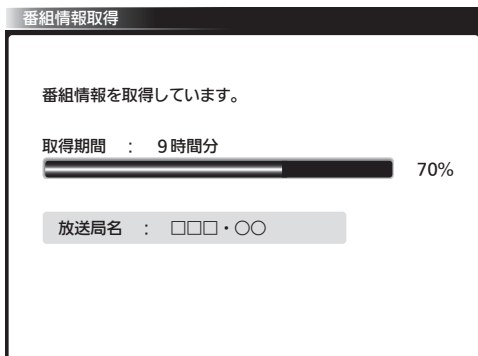 番組情報取得
番組情報を取得しています。
取得期間 : 9時間分
70%
放送局名 : □□□・○○